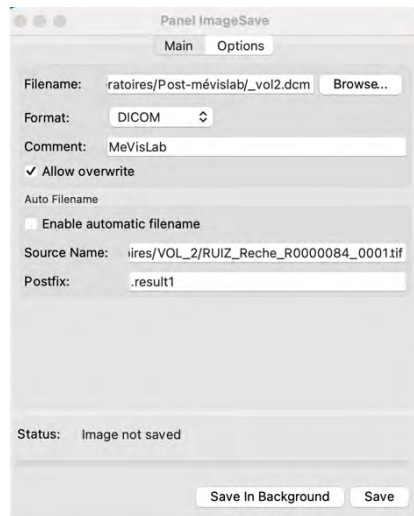 Panel ImageSave
Main Options
Filename: ratoires/Post-mévislab/_vol2.dcm Browse...
Format: DICOM
Comment: MeVisLab
Allow overwrite
Auto Filename
Enable automatic filename
Source Name: ires/VOL_2/RUIZ_Reche_R0000084_0001.tif
Postfix: .result1
Status: Image not saved
Save In Background Save